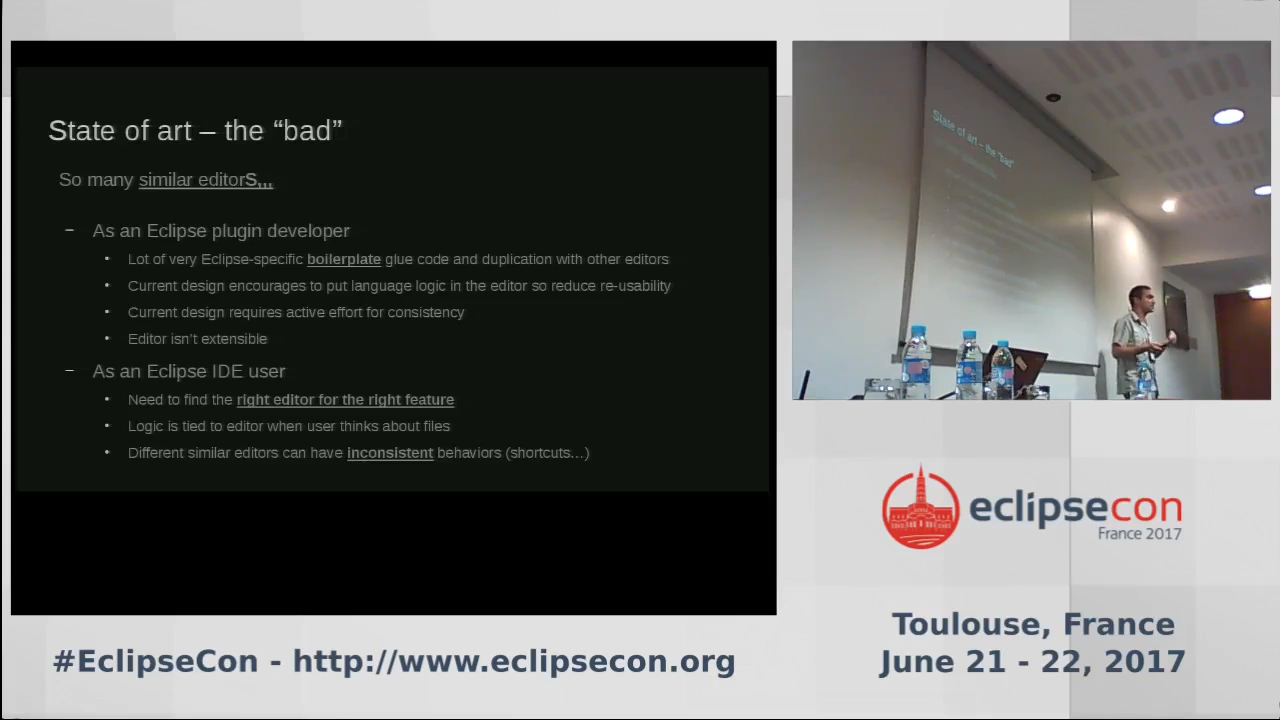 State of art – the “bad”
So many similar editorS,,,
– As an Eclipse plugin developer
• Lot of very Eclipse-specific boilerplate glue code and duplication with other editors
• Current design encourages to put language logic in the editor so reduce re-usability
• Current design requires active effort for consistency
• Editor isn’t extensible
– As an Eclipse IDE user
• Need to find the right editor for the right feature
• Logic is tied to editor when user thinks about files
• Different similar editors can have inconsistent behaviors (shortcuts…)
State of art – the “bad”
eclipsecon
France 2017
Toulouse, France
June 21 - 22, 2017
#EclipseCon - http://www.eclipsecon.org